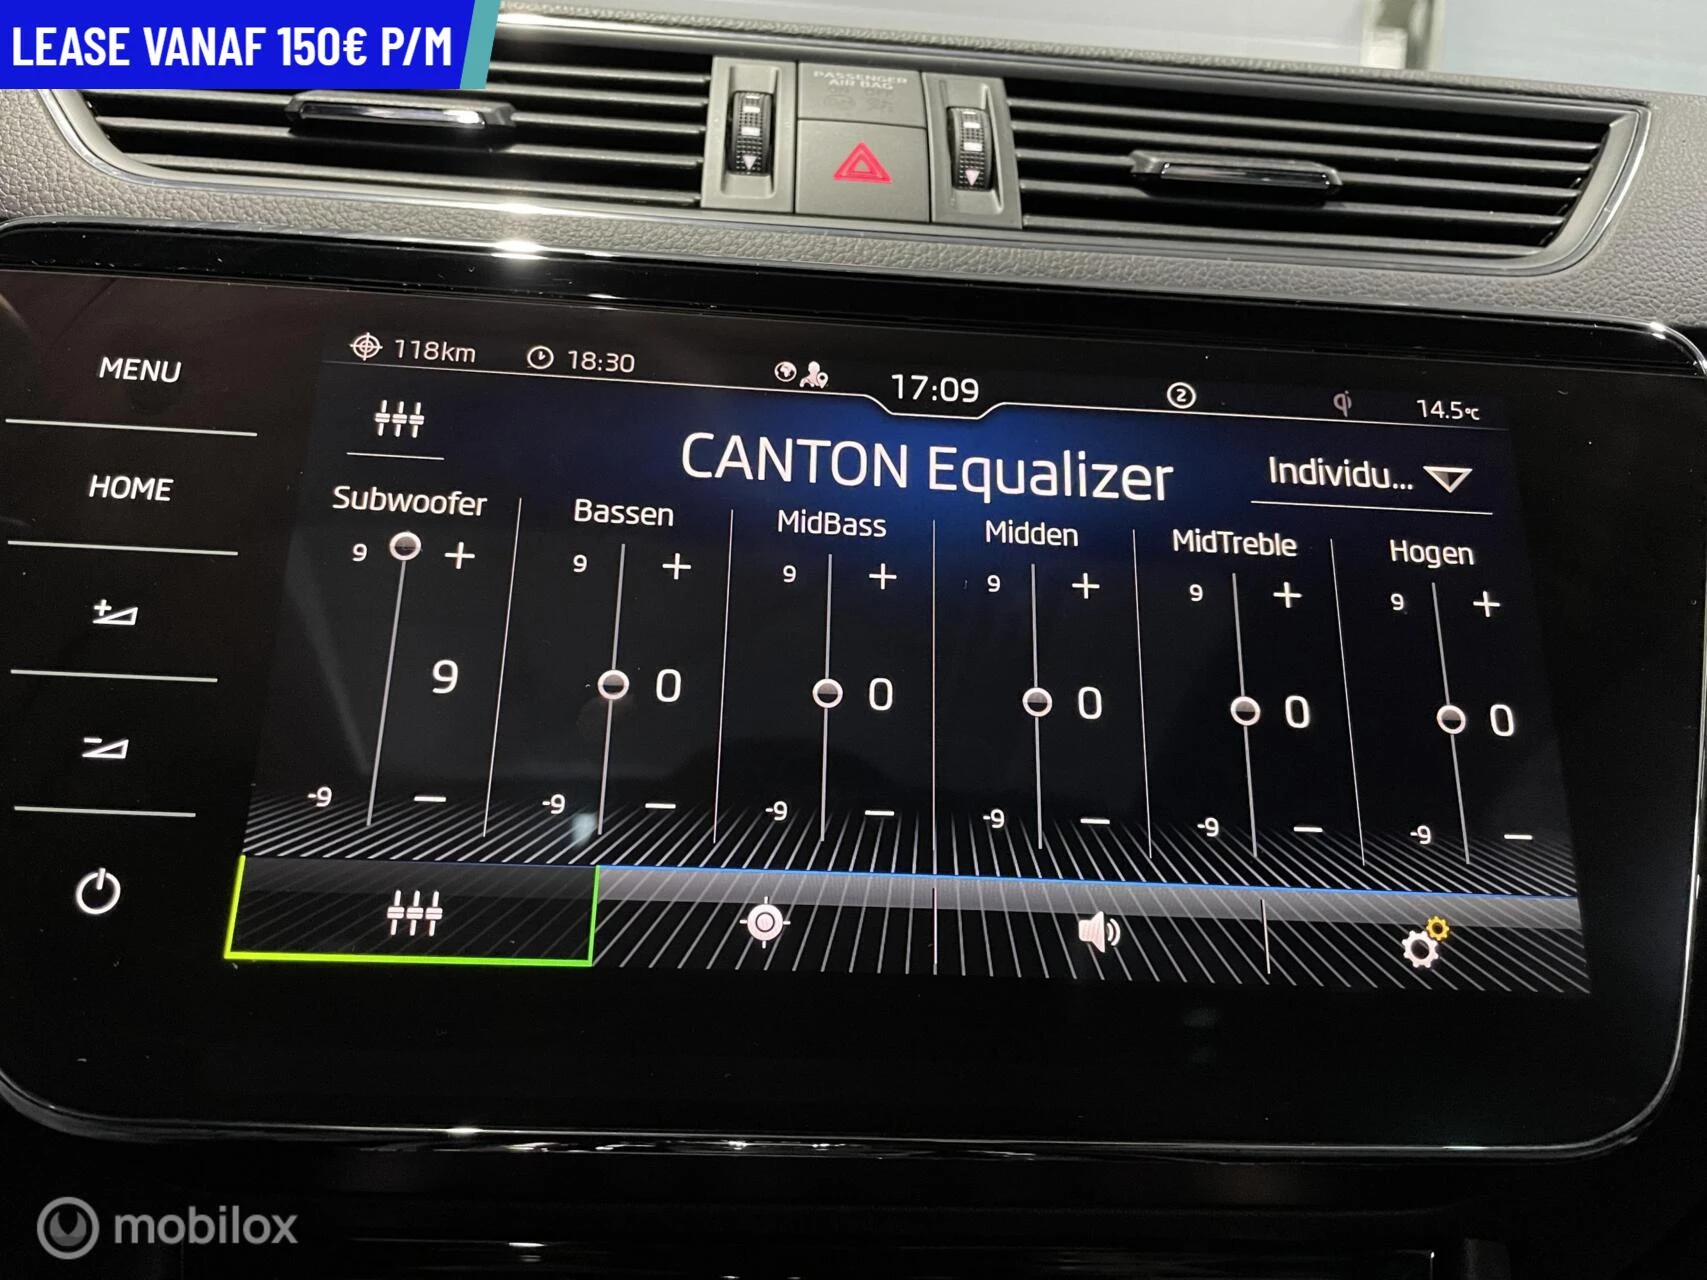 LEASE VANAF 150€ P/M
PASSENGER
AIR BAG
MENU
HOME
118km 18:30 17:09 2 14.5°C
CANTON Equalizer
Individu...
Subwoofer Bassen MidBass Midden MidTreble Hogen
9 + 9 + 9 + 9 + 9 + 9 +
9 0 0 0 0 0
-9 — -9 — -9 — -9 — -9 — -9 —
mobilox